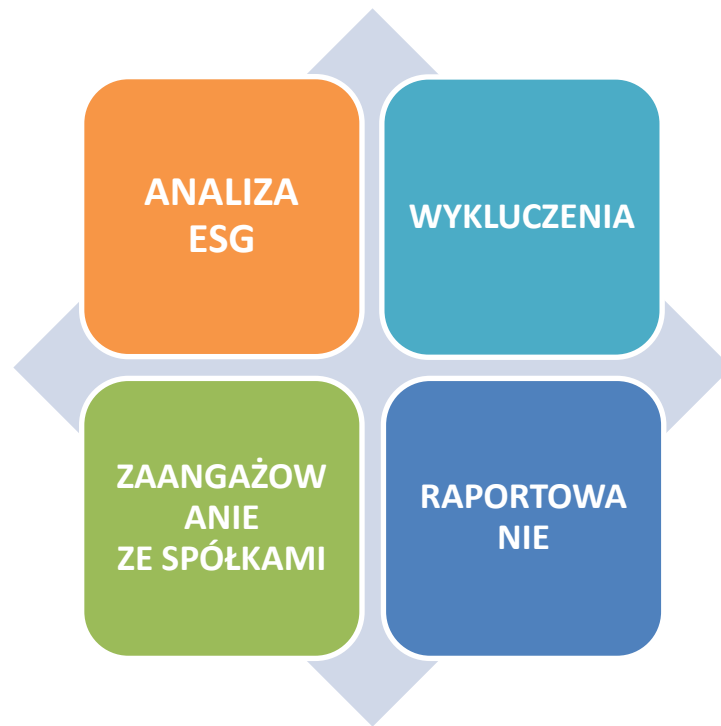 ANALIZA
ESG
WYKLUCZENIA
ZAANGAŻOW
ANIE
ZE SPÓŁKAMI
RAPORTOWA
NIE